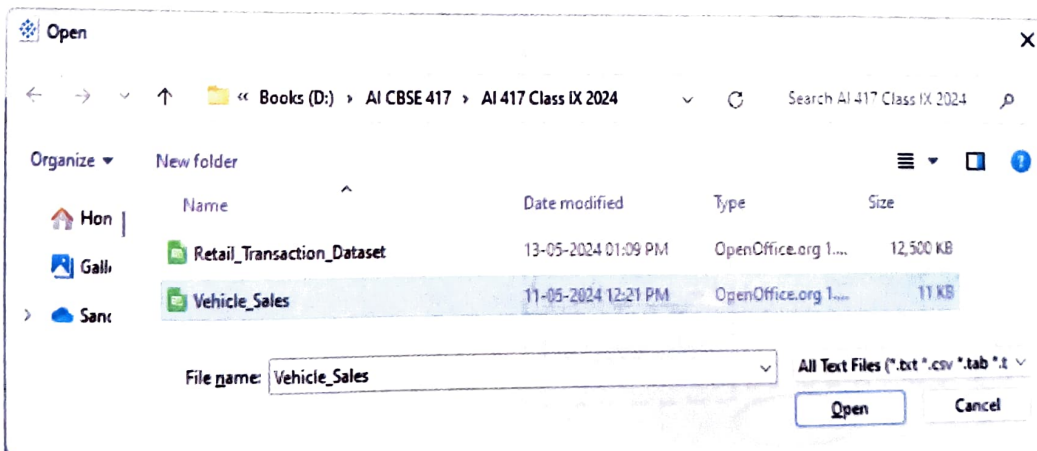 Open
« Books (D:) › AI CBSE 417 › AI 417 Class IX 2024
Search AI 417 Class IX 2024
Organize
New folder
Name Date modified Type Size
Hon
Retail_Transaction_Dataset 13-05-2024 01:09 PM OpenOffice.org 1.... 12,500 KB
Gall
Vehicle_Sales 11-05-2024 12:21 PM OpenOffice.org 1.... 11 KB
Sanc
File name: Vehicle_Sales
All Text Files (*.txt *.csv *.tab *.t
Open Cancel